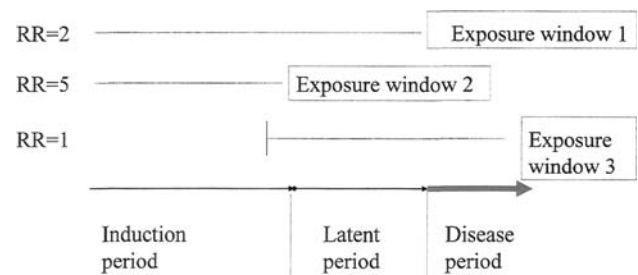 RR=2
Exposure window 1
RR=5
Exposure window 2
RR=1
Exposure
window 3
Induction
period
Latent
period
Disease
period